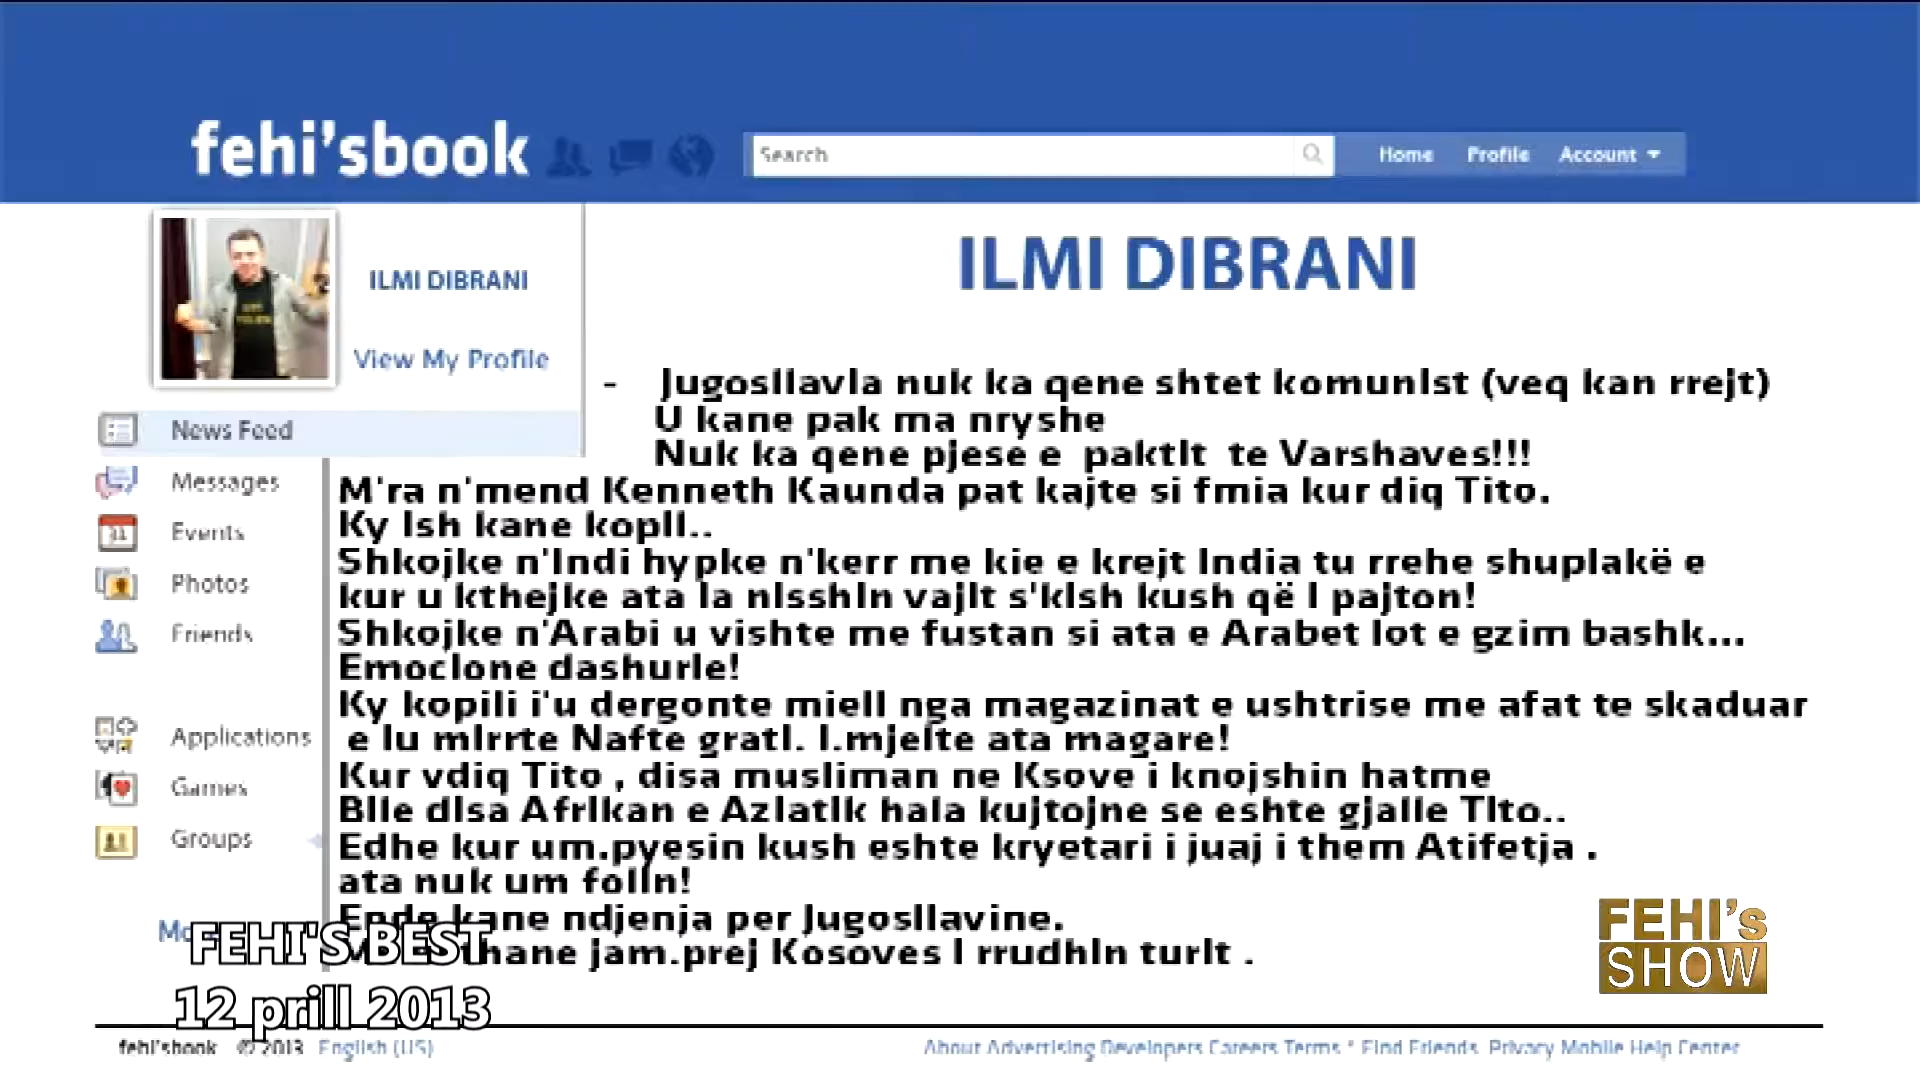 fehi'sbook
Search
Home Profile Account
ILMI DIBRANI
View My Profile
News Feed
Messages
Events
Photos
Friends
Applications
Games
Groups
ILMI DIBRANI
- Jugosllavia nuk ka qene shtet komunist (veq kan rrejt)
U kane pak ma nryshe
Nuk ka qene pjese e paktit te Varshaves!!!
M'ra n'mend Kenneth Kaunda pat kajte si fmia kur diq Tito.
Ky Ish kane kopil..
Shkojke n'Indi hypke n'kerr me kie e krejt India tu rrehe shuplakë e
kur u kthejke ata la nisshin vajit s'kish kush që I pajton!
Shkojke n'Arabi u vishte me fustan si ata e Arabet lot e gzim bashk...
Emocione dashurie!
Ky kopili i'u dergonte miell nga magazinat e ushtrise me afat te skaduar
e Iu mirrte Nafte grati. I.mjelte ata magare!
Kur vdiq Tito , disa musliman ne Ksove i knojshin hatme
Bile disa Afrikan e Aziatik hala kujtojne se eshte gjalle Tito..
Edhe kur um.pyesin kush eshte kryetari i juaj i them Atifetja .
ata nuk um folin!
Ende kane ndjenja per Jugosllavine.
thane jam.prej Kosoves I rrudhin turit .
FEHI'S BEST
12 prill 2013
FEHI's
SHOW
fehi'sbook © 2013 English (US)
About Advertising Developers Careers Terms * Find Friends Privacy Mobile Help Center